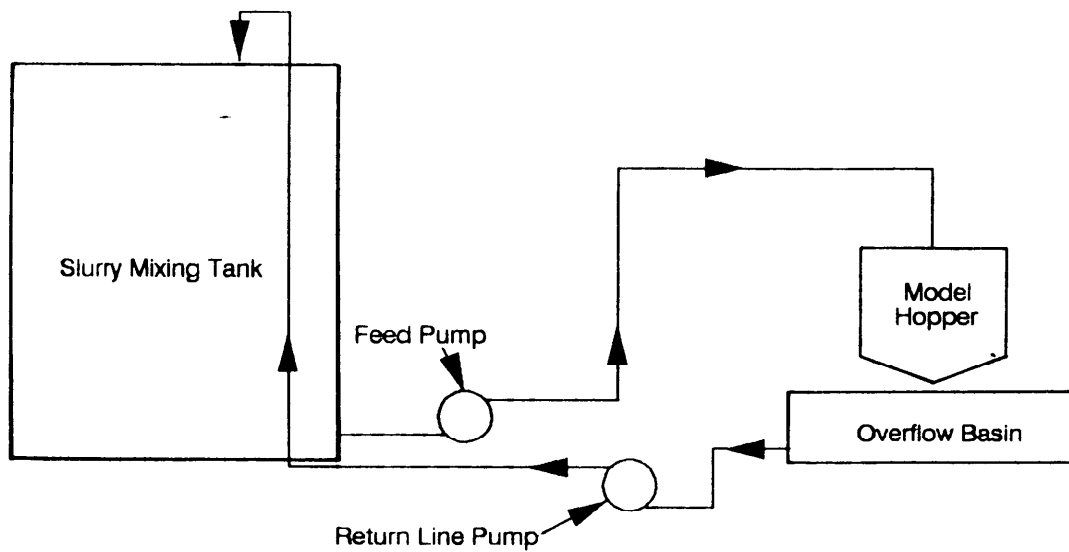 Slurry Mixing Tank
Feed Pump
Model
Hopper
Overflow Basin
Return Line Pump